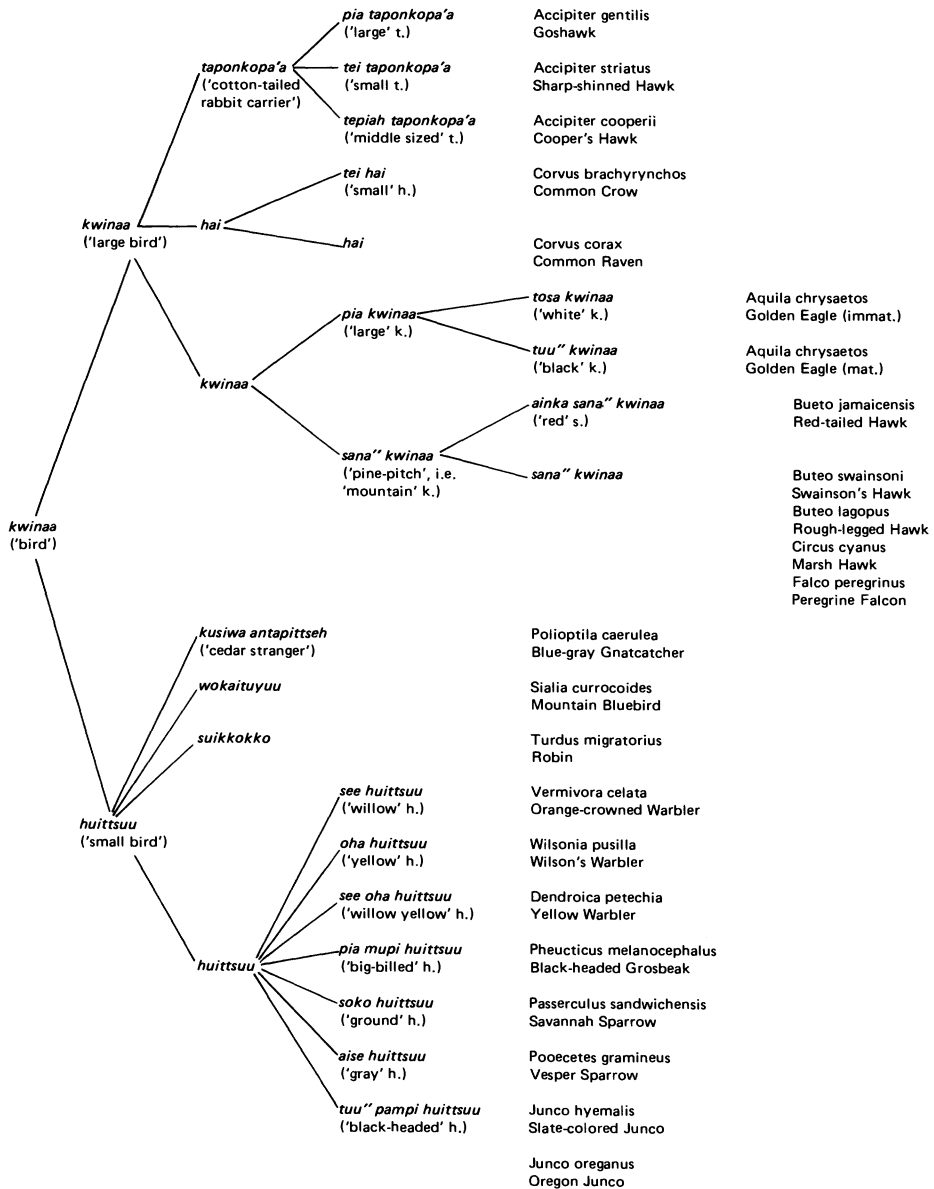 pia taponkopa'a
('large' t.)
Accipiter gentilis
Goshawk
taponkopa'a
('cotton-tailed
rabbit carrier')
tei taponkopa'a
('small t.)
Accipiter striatus
Sharp-shinned Hawk
tepiah taponkopa'a
('middle sized' t.)
Accipiter cooperii
Cooper's Hawk
kwinaa
('large bird')
hai
tei hai
('small' h.)
Corvus brachyrynchos
Common Crow
hai
Corvus corax
Common Raven
kwinaa
pia kwinaa
('large' k.)
tosa kwinaa
('white' k.)
Aquila chrysaetos
Golden Eagle (immat.)
tuu" kwinaa
('black' k.)
Aquila chrysaetos
Golden Eagle (mat.)
sana" kwinaa
('pine-pitch', i.e.
'mountain' k.)
ainka sana" kwinaa
('red' s.)
Bueto jamaicensis
Red-tailed Hawk
sana" kwinaa
Buteo swainsoni
Swainson's Hawk
Buteo lagopus
Rough-legged Hawk
Circus cyanus
Marsh Hawk
Falco peregrinus
Peregrine Falcon
kwinaa
('bird')
kusiwa antapittseh
('cedar stranger')
Polioptila caerulea
Blue-gray Gnatcatcher
wokaituyuu
Sialia currocoides
Mountain Bluebird
suikkokko
Turdus migratorius
Robin
huittsuu
('small bird')
huittsuu
see huittsuu
('willow' h.)
Vermivora celata
Orange-crowned Warbler
oha huittsuu
('yellow' h.)
Wilsonia pusilla
Wilson's Warbler
see oha huittsuu
('willow yellow' h.)
Dendroica petechia
Yellow Warbler
pia mupi huittsuu
('big-billed' h.)
Pheucticus melanocephalus
Black-headed Grosbeak
soko huittsuu
('ground' h.)
Passerculus sandwichensis
Savannah Sparrow
aise huittsuu
('gray' h.)
Pooecetes gramineus
Vesper Sparrow
tuu" pampi huittsuu
('black-headed' h.)
Junco hyemalis
Slate-colored Junco
Junco oreganus
Oregon Junco